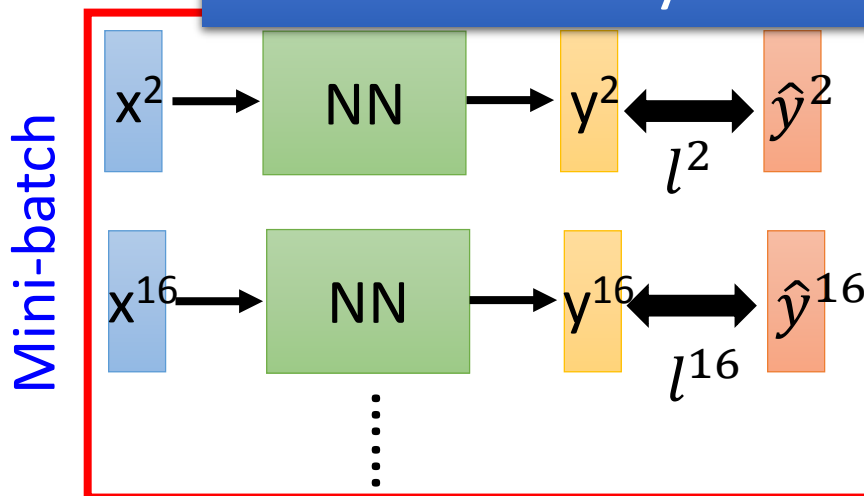 x² NN y² ŷ²
l²
Mini-batch
x¹⁶ NN y¹⁶ ŷ¹⁶
l¹⁶